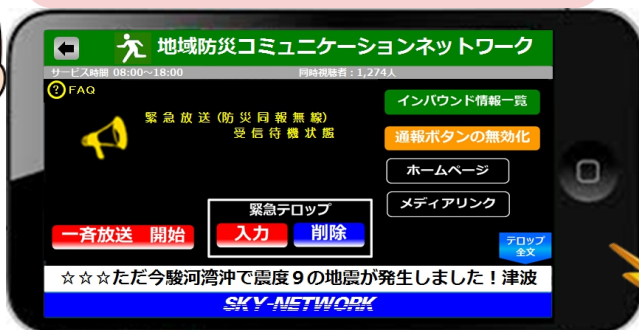 地域防災コミュニケーションネットワーク
サービス時間 08:00～18:00 同時視聴者：1,274人
? FAQ
インバウンド情報一覧
緊急放送(防災同報無線)
受信待機状態
通報ボタンの無効化
ホームページ
メディアリンク
緊急テロップ
一斉放送 開始
入力 削除
テロップ
全文
☆☆☆ただ今駿河湾沖で震度９の地震が発生しました！津波
SKY-NETWORK